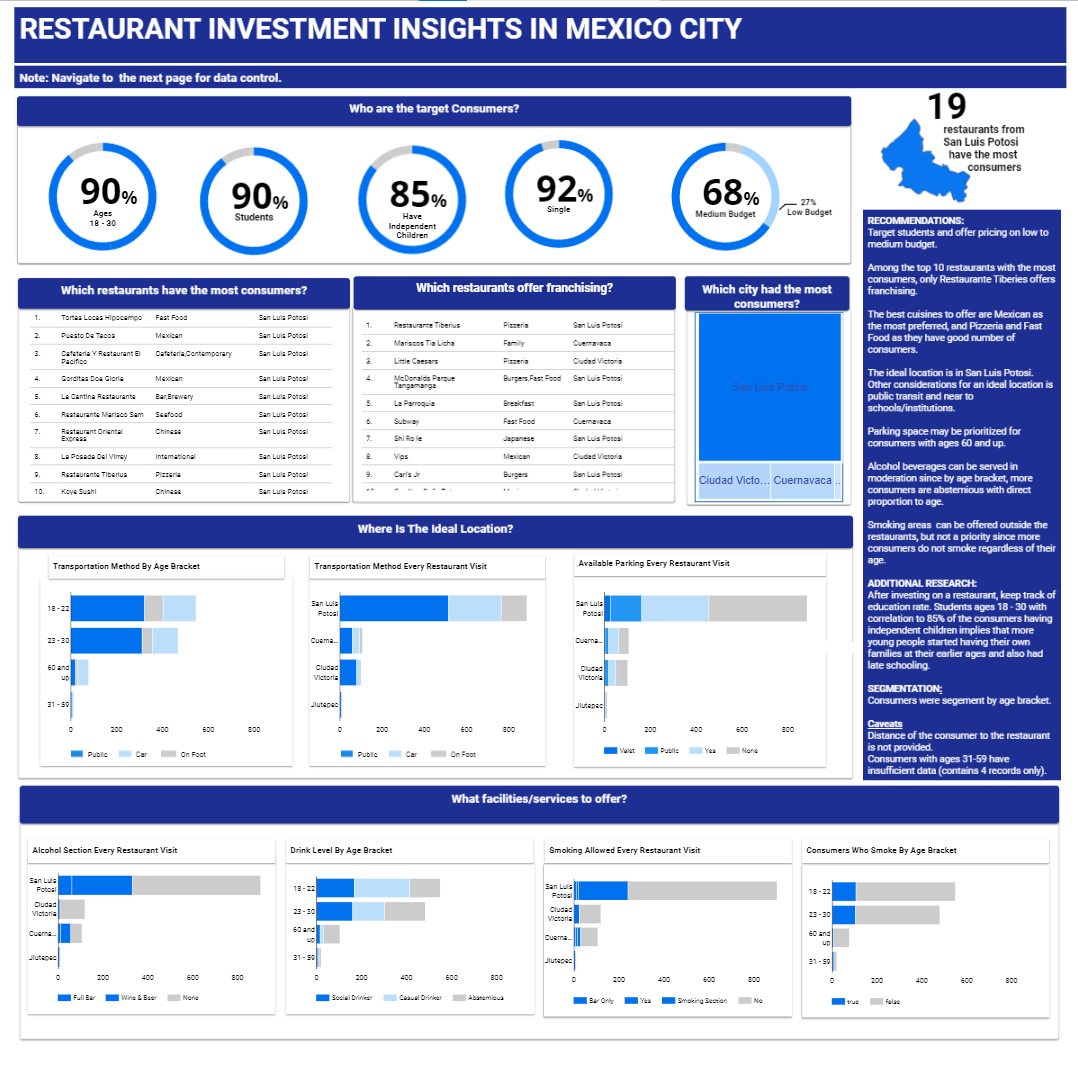 RESTAURANT INVESTMENT INSIGHTS IN MEXICO CITY
Note: Navigate to the next page for data control.
Who are the target Consumers?
90%
Ages
18 - 30
90%
Students
85%
Have
Independent
Children
92%
Single
68%
Medium Budget
27%
Low Budget
19
restaurants from
San Luis Potosi
have the most
consumers
Which restaurants have the most consumers?
1. Tortas Locas Hipocampo Fast Food San Luis Potosi
2. Puesto De Tacos Mexican San Luis Potosi
3. Cafeteria Y Restaurant El Cafeteria,Contemporary San Luis Potosi
Pacifico
4. Gorditas Doa Gloria Mexican San Luis Potosi
5. La Cantina Restaurante Bar,Brewery San Luis Potosi
6. Restaurante Marisco Sam Seafood San Luis Potosi
7. Restaurant Oriental Chinese San Luis Potosi
Express
8. La Posada Del Virrey International San Luis Potosi
9. Restaurante Tiberius Pizzeria San Luis Potosi
10. Koye Sushi Chinese San Luis Potosi
Which restaurants offer franchising?
1. Restaurante Tiberius Pizzeria San Luis Potosi
2. Mariscos Tia Licha Family Cuernavaca
3. Little Caesars Pizzeria Ciudad Victoria
4. McDonalds Parque Burgers,Fast Food San Luis Potosi
Tangamanga
5. La Parroquia Breakfast San Luis Potosi
6. Subway Fast Food Cuernavaca
7. Shi Ro Ie Japanese San Luis Potosi
8. Vips Mexican Ciudad Victoria
9. Carl's Jr Burgers San Luis Potosi
Which city had the most
consumers?
San Luis Potosi
Ciudad Victo... Cuernavaca ..
RECOMMENDATIONS:
Target students and offer pricing on low to
medium budget.
Among the top 10 restaurants with the most
consumers, only Restaurante Tiberies offers
franchising.
The best cuisines to offer are Mexican as
the most preferred, and Pizzeria and Fast
Food as they have good number of
consumers.
The ideal location is in San Luis Potosi.
Other considerations for an ideal location is
public transit and near to
schools/institutions.
Parking space may be prioritized for
consumers with ages 60 and up.
Alcohol beverages can be served in
moderation since by age bracket, more
consumers are abstemious with direct
proportion to age.
Smoking areas can be offered outside the
restaurants, but not a priority since more
consumers do not smoke regardless of their
age.
ADDITIONAL RESEARCH:
After investing on a restaurant, keep track of
education rate. Students ages 18 - 30 with
correlation to 85% of the consumers having
independent children implies that more
young people started having their own
families at their earlier ages and also had
late schooling.
SEGMENTATION:
Consumers were segement by age bracket.
Caveats
Distance of the consumer to the restaurant
is not provided.
Consumers with ages 31-59 have
insufficient data (contains 4 records only).
Where Is The Ideal Location?
Transportation Method By Age Bracket
18 - 22
23 - 30
60 and
up
31 - 59
0 200 400 600 800
Public Car On Foot
Transportation Method Every Restaurant Visit
San Luis
Potosi
Cuerna...
Ciudad
Victoria
Jiutepec
0 200 400 600 800
Public Car On Foot
Available Parking Every Restaurant Visit
San Luis
Potosi
Cuerna...
Ciudad
Victoria
Jiutepec
0 200 400 600 800
Valet Public Yes None
What facilities/services to offer?
Alcohol Section Every Restaurant Visit
San Luis
Potosi
Ciudad
Victoria
Cuerna...
Jiutepec
0 200 400 600 800
Full Bar Wine & Beer None
Drink Level By Age Bracket
18 - 22
23 - 30
60 and
up
31 - 59
0 200 400 600 800
Social Drinker Casual Drinker Abstemious
Smoking Allowed Every Restaurant Visit
San Luis
Potosi
Ciudad
Victoria
Cuerna...
Jiutepec
0 200 400 600 800
Bar Only Yes Smoking Section No
Consumers Who Smoke By Age Bracket
18 - 22
23 - 30
60 and
up
31 - 59
0 200 400 600 800
true false